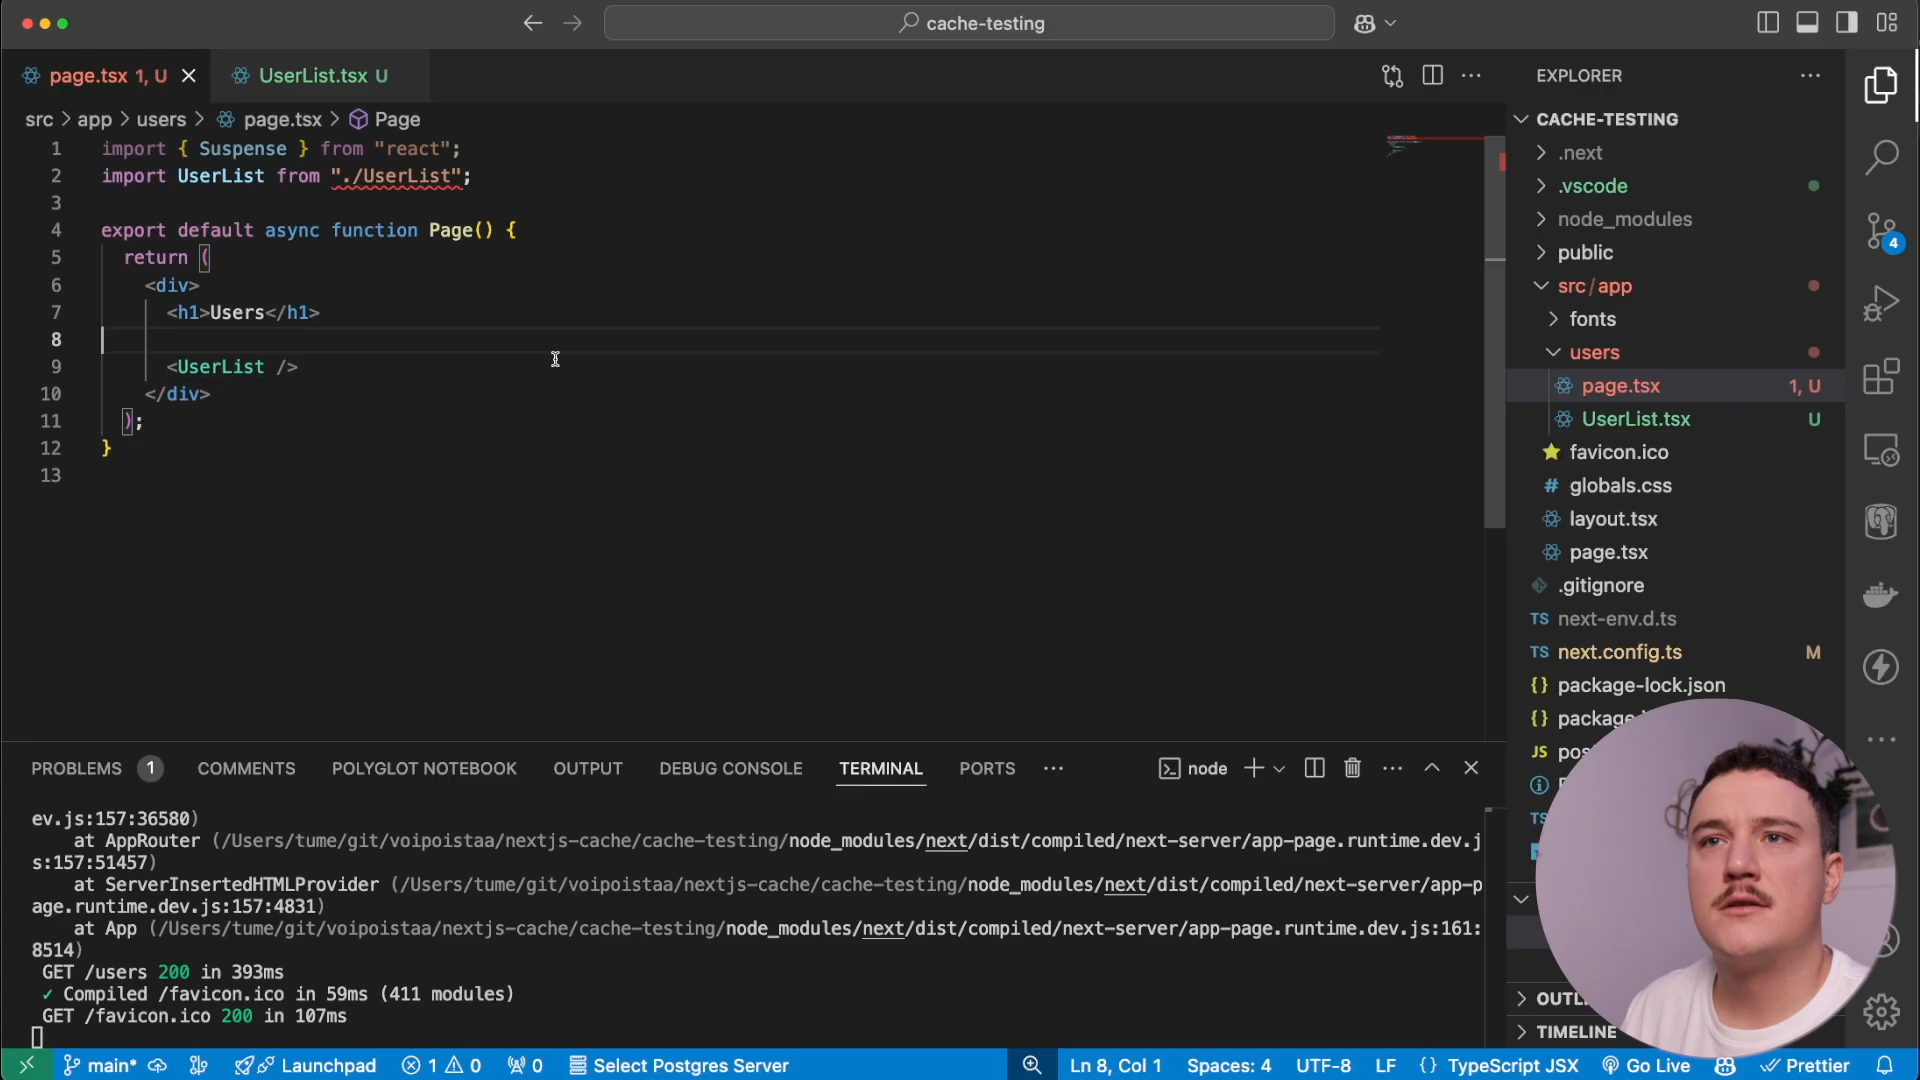 cache-testing
page.tsx 1, U
UserList.tsx U
src > app > users > page.tsx > Page
1 import { Suspense } from "react";
2 import UserList from "./UserList";
3
4 export default async function Page() {
5 return (
6 <div>
7 <h1>Users</h1>
8
9 <UserList />
10 </div>
11 );
12 }
13
EXPLORER
CACHE-TESTING
.next
.vscode
node_modules
public
src/app
fonts
users
page.tsx 1, U
UserList.tsx U
favicon.ico
# globals.css
layout.tsx
page.tsx
.gitignore
TS next-env.d.ts
TS next.config.ts M
{} package-lock.json
{} package
JS
TS
OUTL
TIMELINE
4
PROBLEMS 1 COMMENTS POLYGLOT NOTEBOOK OUTPUT DEBUG CONSOLE TERMINAL PORTS
node
ev.js:157:36580)
at AppRouter (/Users/tume/git/voipoistaa/nextjs-cache/cache-testing/node_modules/next/dist/compiled/next-server/app-page.runtime.dev.j
s:157:51457)
at ServerInsertedHTMLProvider (/Users/tume/git/voipoistaa/nextjs-cache/cache-testing/node_modules/next/dist/compiled/next-server/app-p
age.runtime.dev.js:157:4831)
at App (/Users/tume/git/voipoistaa/nextjs-cache/cache-testing/node_modules/next/dist/compiled/next-server/app-page.runtime.dev.js:161:
8514)
GET /users 200 in 393ms
✓ Compiled /favicon.ico in 59ms (411 modules)
GET /favicon.ico 200 in 107ms
main* Launchpad 1 0 0 Select Postgres Server Ln 8, Col 1 Spaces: 4 UTF-8 LF {} TypeScript JSX Go Live Prettier